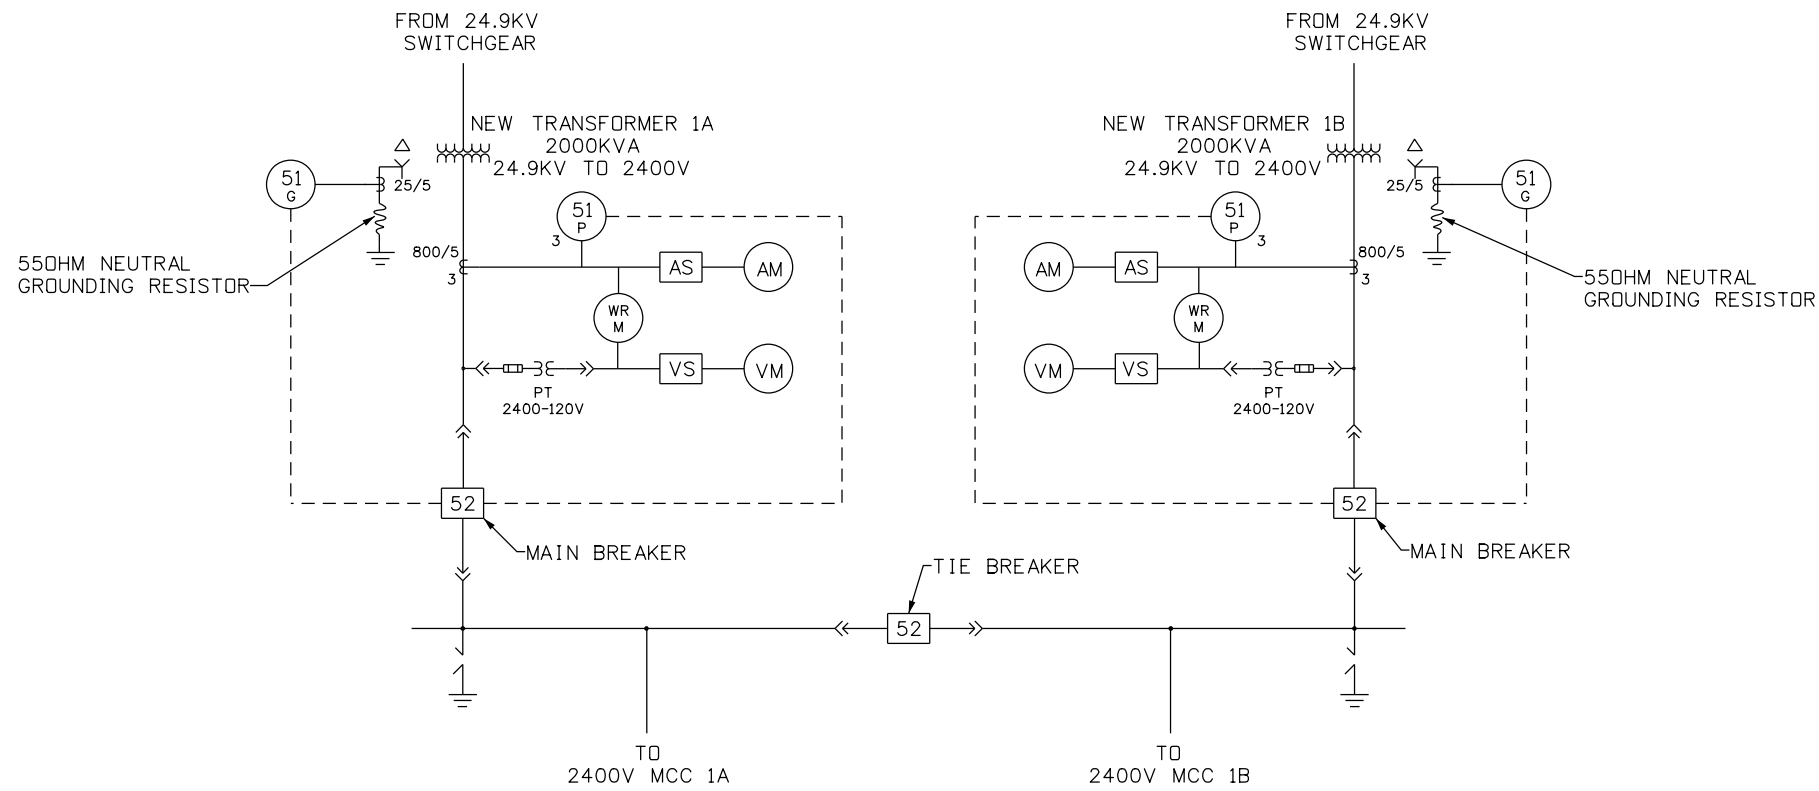 FROM 24.9KV
SWITCHGEAR
NEW TRANSFORMER 1A
2000KVA
24.9KV TO 2400V
51
G
25/5
51
P
3
800/5
3
AS
AM
550HM NEUTRAL
GROUNDING RESISTOR
WR
M
VS
VM
PT
2400-120V
52
MAIN BREAKER
FROM 24.9KV
SWITCHGEAR
NEW TRANSFORMER 1B
2000KVA
24.9KV TO 2400V
25/5
51
G
51
P
3
800/5
3
AM
AS
550HM NEUTRAL
GROUNDING RESISTOR
WR
M
VM
VS
PT
2400-120V
52
MAIN BREAKER
TIE BREAKER
52
TO
2400V MCC 1A
TO
2400V MCC 1B